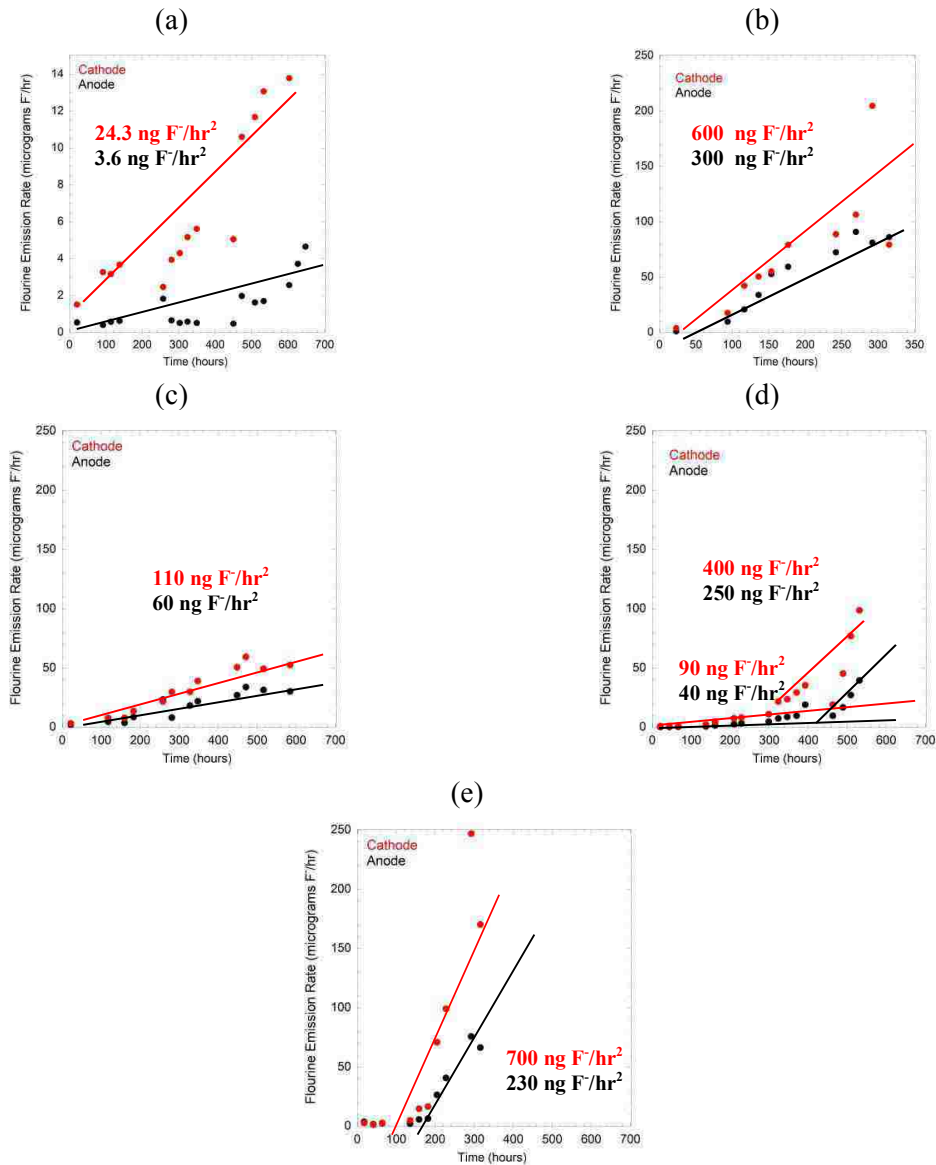 (a)
Flourine Emission Rate (micrograms F⁻/hr)
14
12
10
8
6
4
2
0
Cathode
Anode
24.3 ng F⁻/hr²
3.6 ng F⁻/hr²
0 100 200 300 400 500 600 700
Time (hours)
(b)
Flourine Emission Rate (micrograms F⁻/hr)
250
200
150
100
50
0
Cathode
Anode
600 ng F⁻/hr²
300 ng F⁻/hr²
0 50 100 150 200 250 300 350
Time (hours)
(c)
Flourine Emission Rate (micrograms F⁻/hr)
250
200
150
100
50
0
Cathode
Anode
110 ng F⁻/hr²
60 ng F⁻/hr²
0 100 200 300 400 500 600 700
Time (hours)
(d)
Flourine Emission Rate (micrograms F⁻/hr)
250
200
150
100
50
0
Cathode
Anode
400 ng F⁻/hr²
250 ng F⁻/hr²
90 ng F⁻/hr²
40 ng F⁻/hr²
0 100 200 300 400 500 600 700
Time (hours)
(e)
Flourine Emission Rate (micrograms F⁻/hr)
250
200
150
100
50
0
Cathode
Anode
700 ng F⁻/hr²
230 ng F⁻/hr²
0 100 200 300 400 500 600 700
Time (hours)